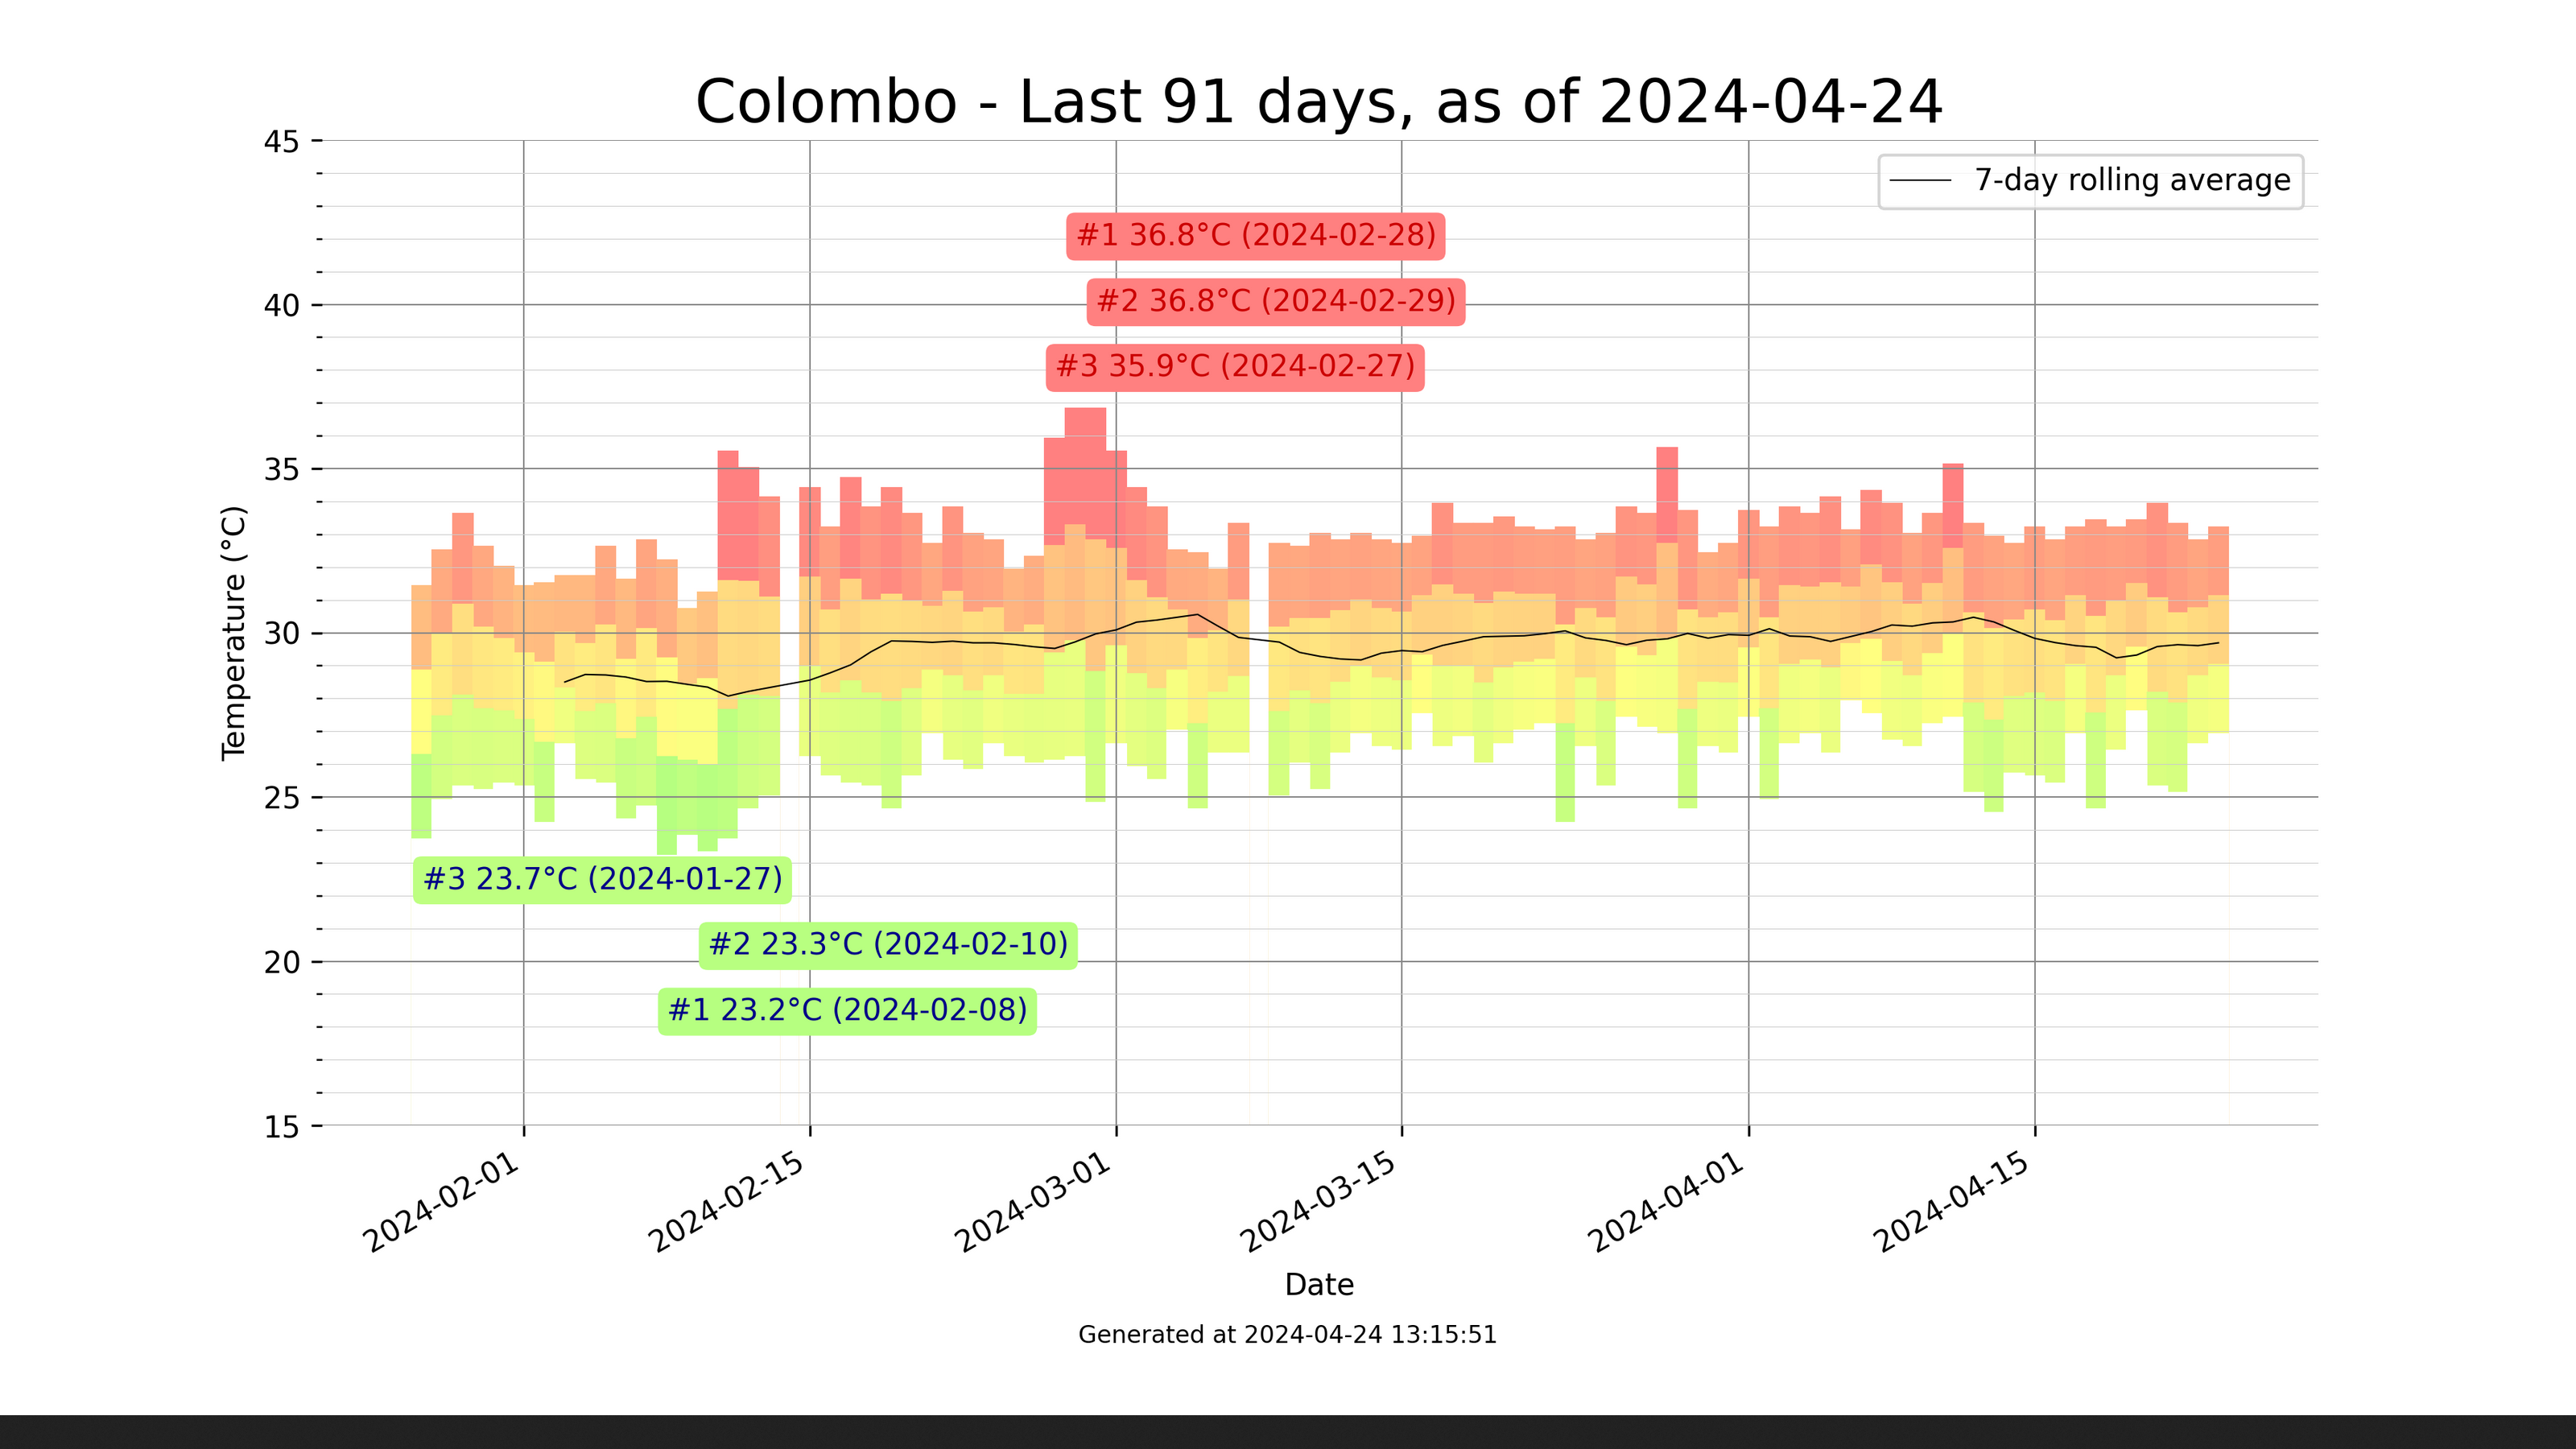 Colombo - Last 91 days, as of 2024-04-24
45
40
35
30
25
20
15
Temperature (°C)
7-day rolling average
#1 36.8°C (2024-02-28)
#2 36.8°C (2024-02-29)
#3 35.9°C (2024-02-27)
#3 23.7°C (2024-01-27)
#2 23.3°C (2024-02-10)
#1 23.2°C (2024-02-08)
2024-02-01
2024-02-15
2024-03-01
2024-03-15
2024-04-01
2024-04-15
Date
Generated at 2024-04-24 13:15:51